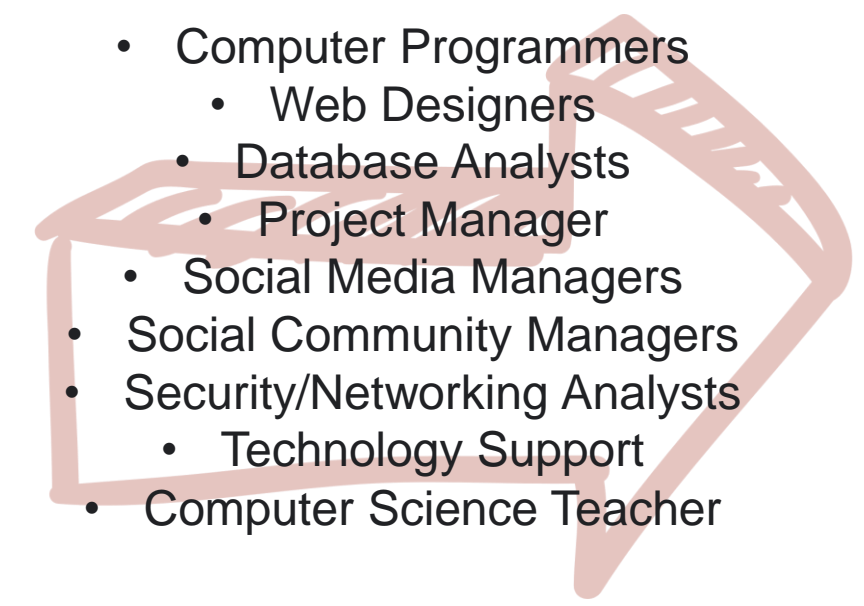 • Computer Programmers
• Web Designers
• Database Analysts
• Project Manager
• Social Media Managers
• Social Community Managers
• Security/Networking Analysts
• Technology Support
• Computer Science Teacher